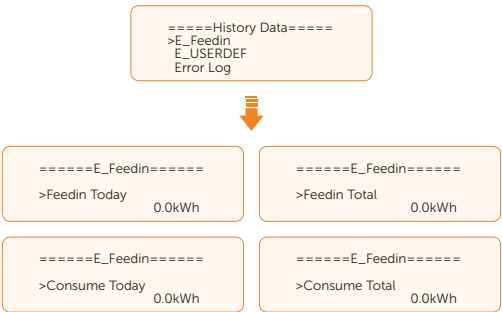 =====History Data=====
>E_Feedin
E_USERDEF
Error Log
======E_Feedin======
>Feedin Today
0.0kWh
======E_Feedin======
>Feedin Total
0.0kWh
======E_Feedin======
>Consume Today
0.0kWh
======E_Feedin======
>Consume Total
0.0kWh